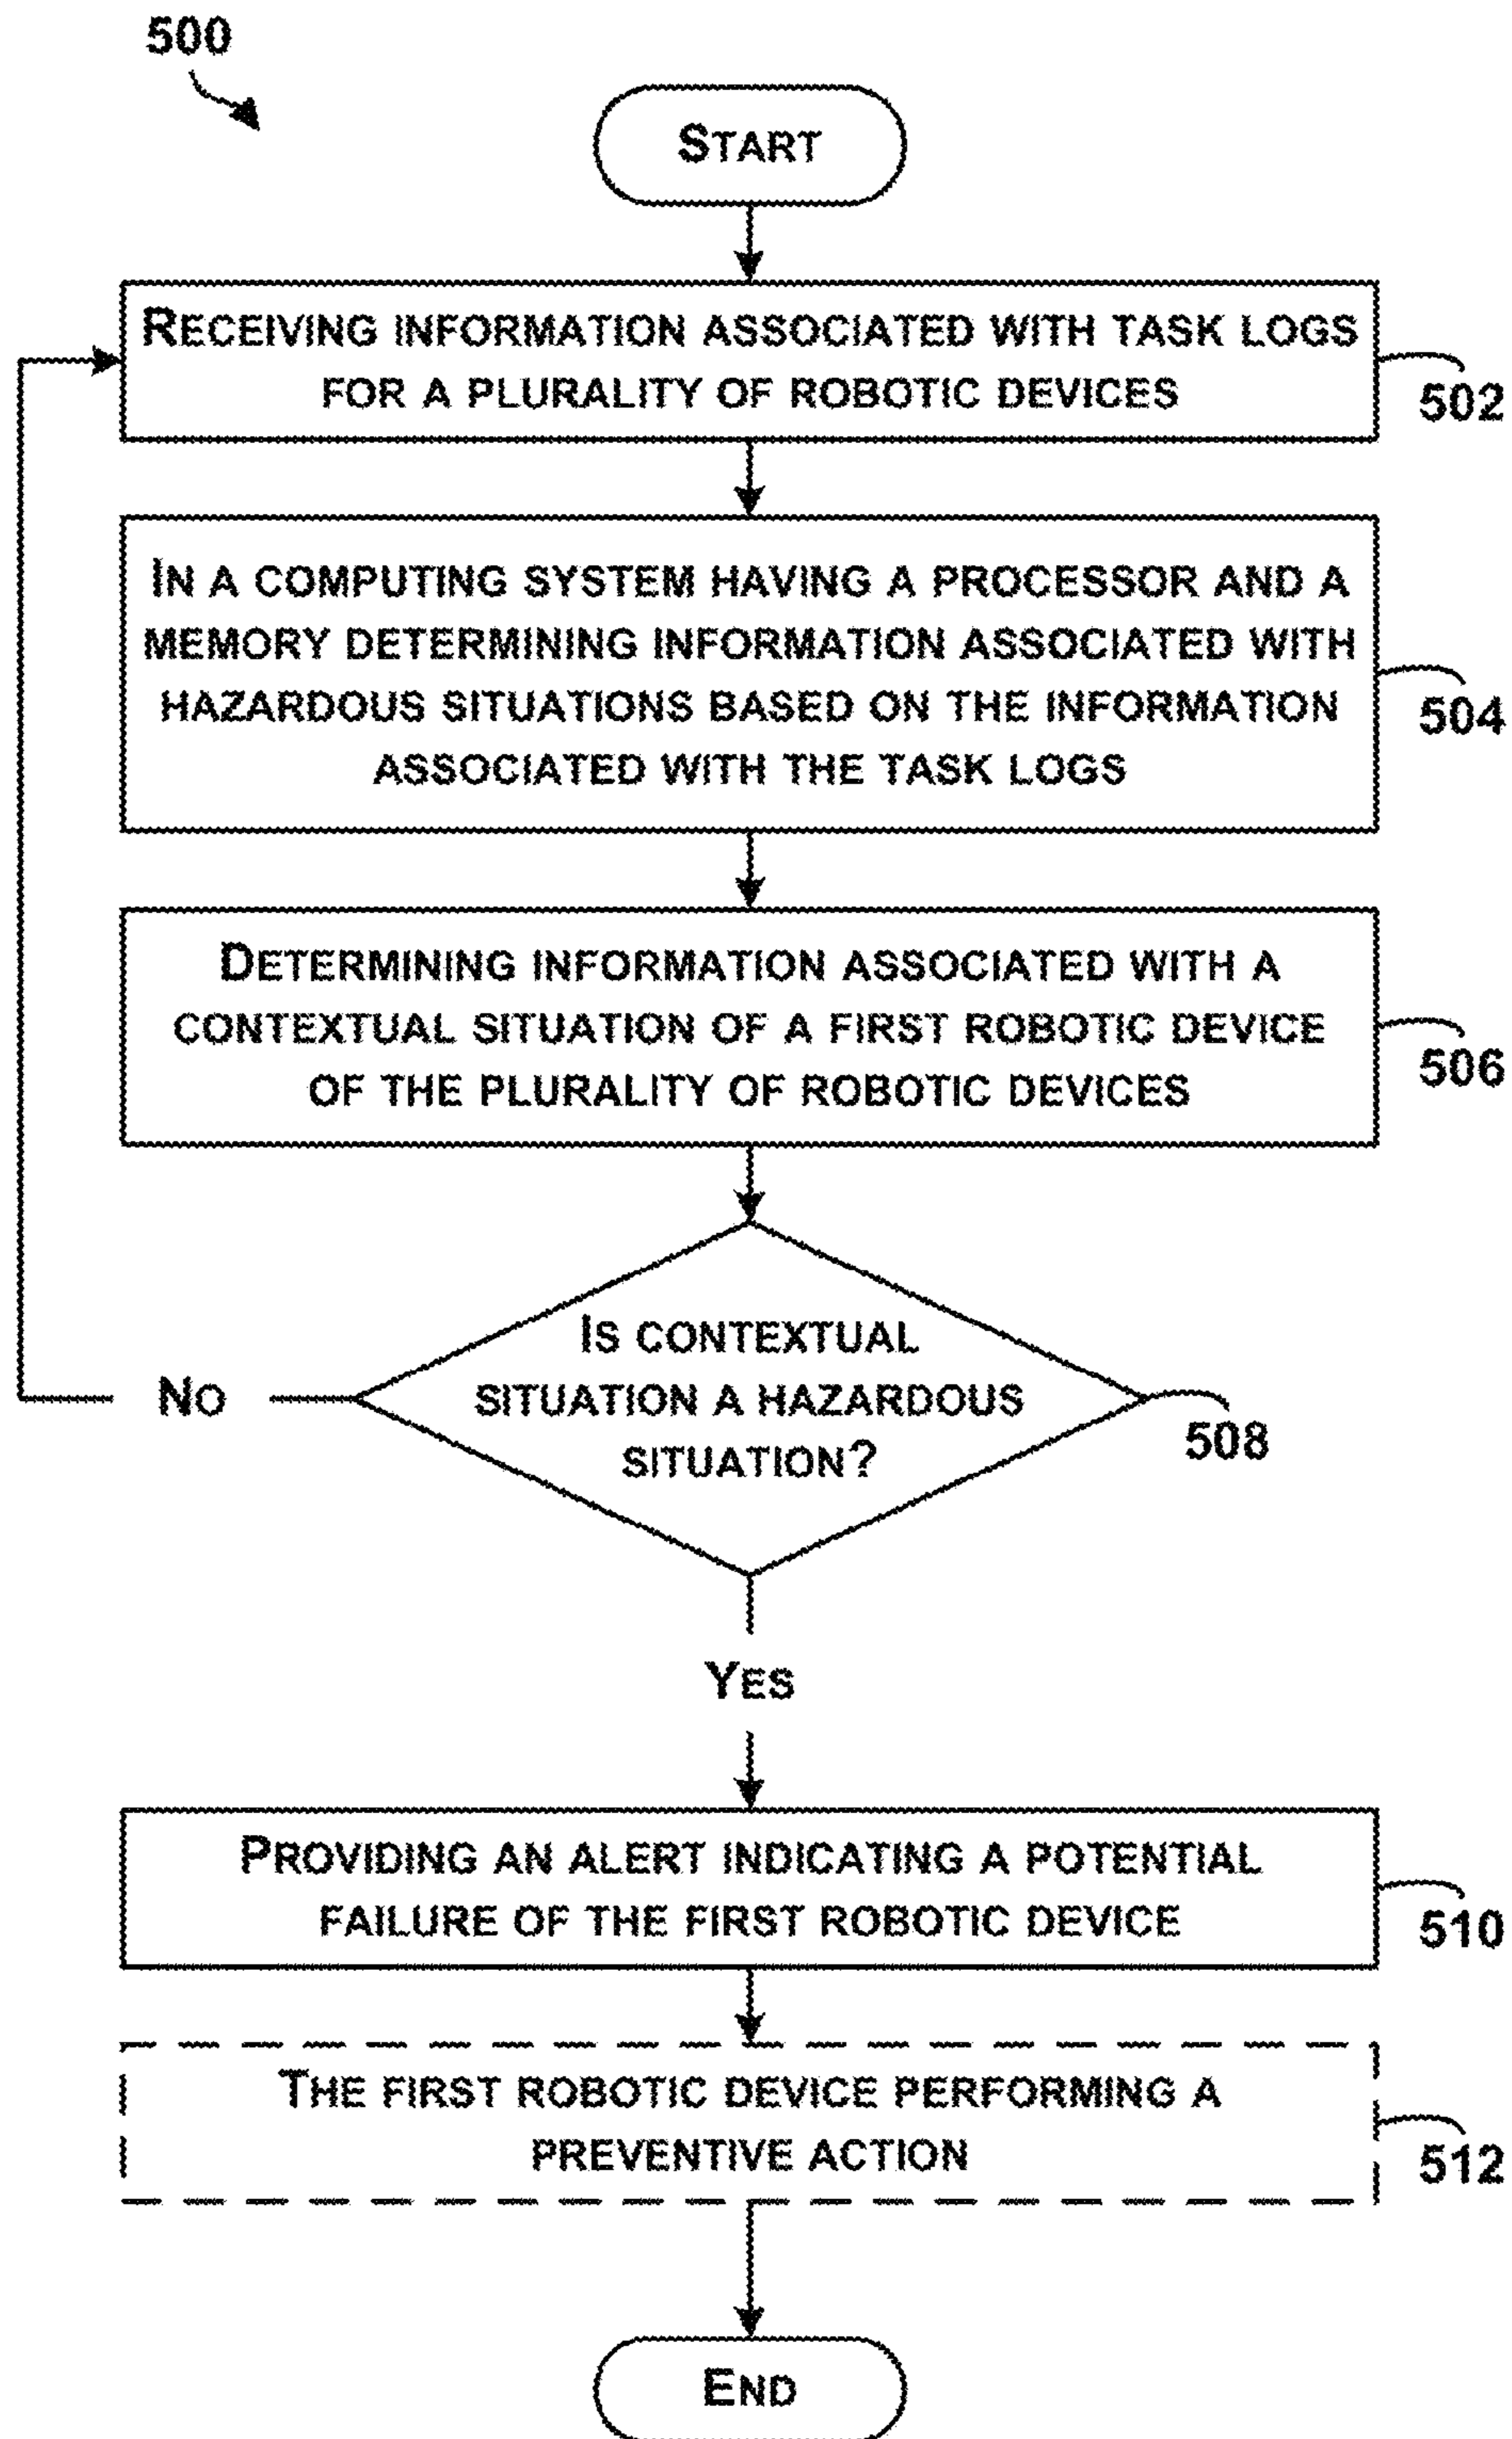 500
START
RECEIVING INFORMATION ASSOCIATED WITH TASK LOGS
FOR A PLURALITY OF ROBOTIC DEVICES
502
IN A COMPUTING SYSTEM HAVING A PROCESSOR AND A
MEMORY DETERMINING INFORMATION ASSOCIATED WITH
HAZARDOUS SITUATIONS BASED ON THE INFORMATION
ASSOCIATED WITH THE TASK LOGS
504
DETERMINING INFORMATION ASSOCIATED WITH A
CONTEXTUAL SITUATION OF A FIRST ROBOTIC DEVICE
OF THE PLURALITY OF ROBOTIC DEVICES
506
IS CONTEXTUAL
SITUATION A HAZARDOUS
SITUATION?
508
NO
YES
PROVIDING AN ALERT INDICATING A POTENTIAL
FAILURE OF THE FIRST ROBOTIC DEVICE
510
THE FIRST ROBOTIC DEVICE PERFORMING A
PREVENTIVE ACTION
512
END